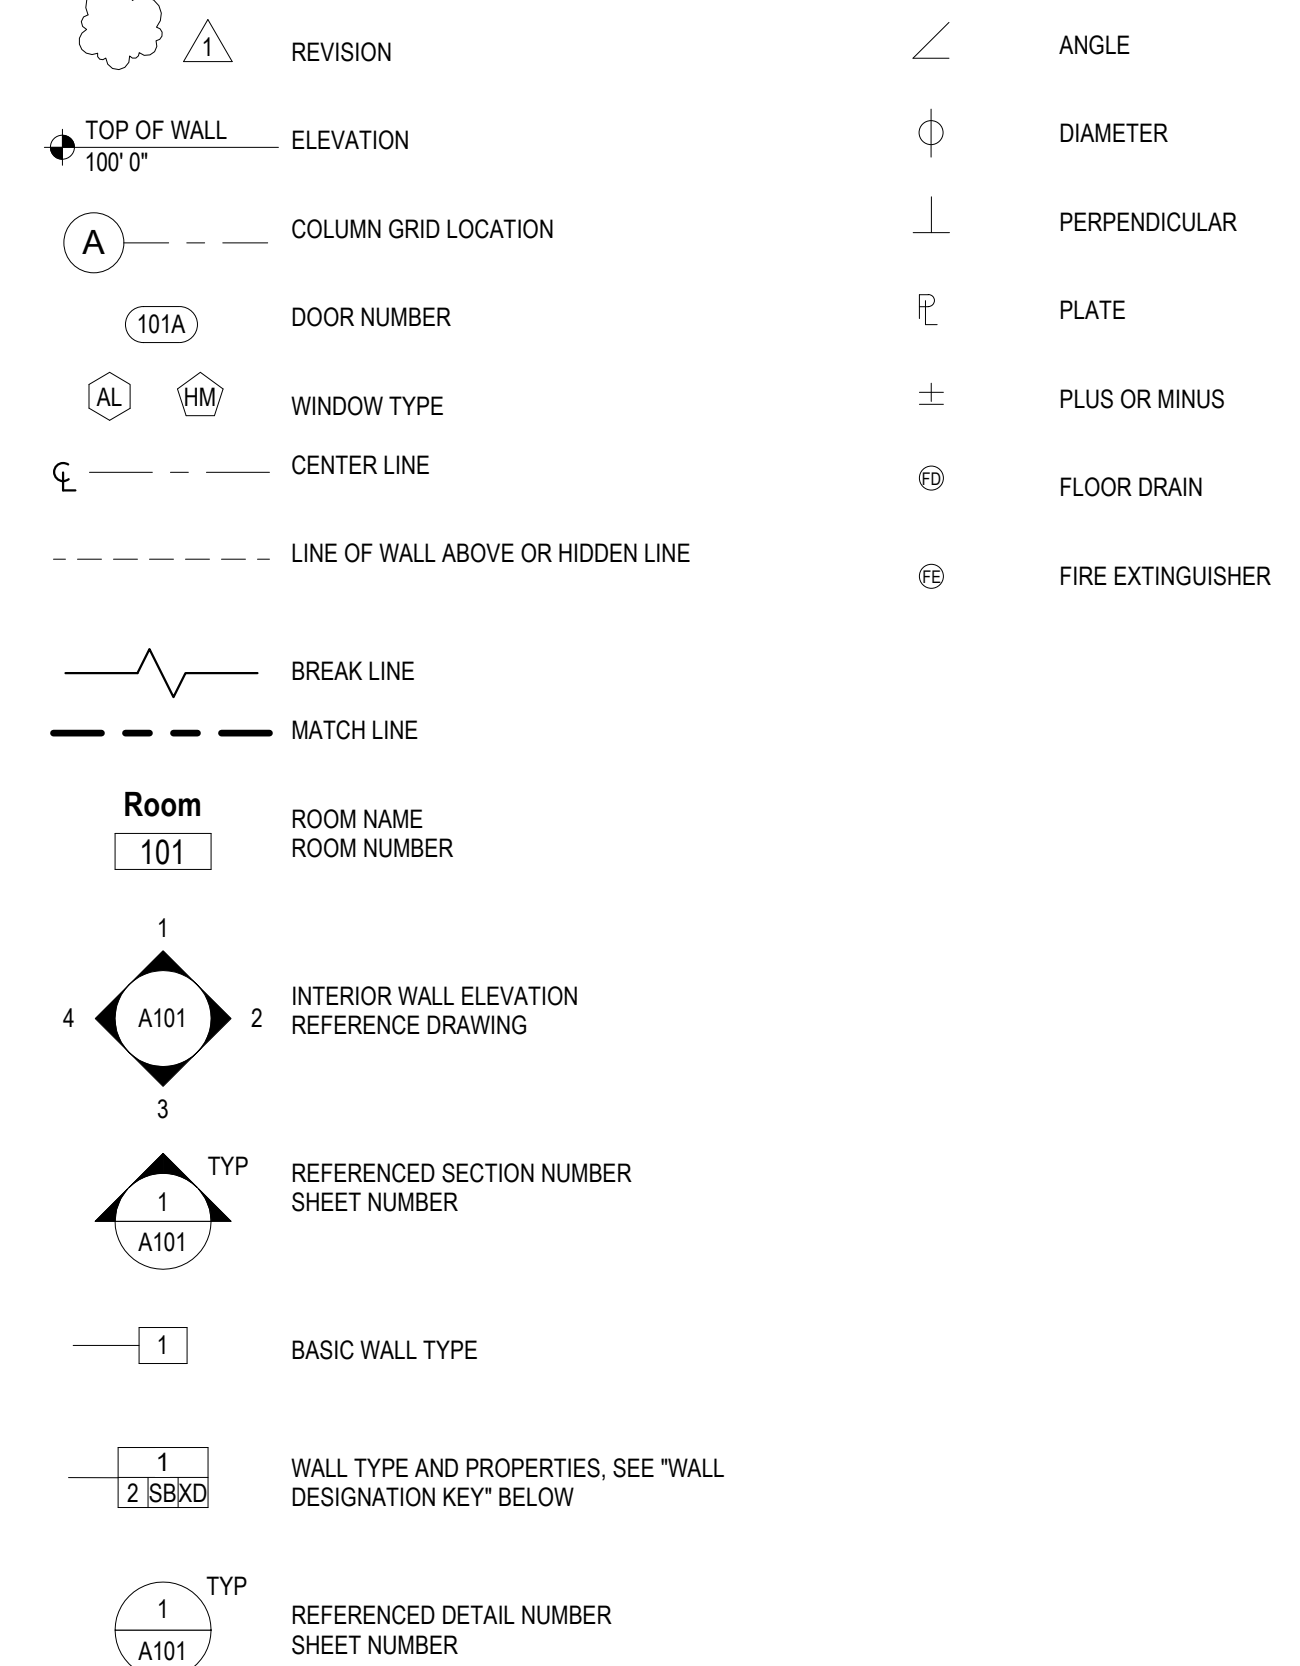 1
REVISION
TOP OF WALL
100' 0"
ELEVATION
A
COLUMN GRID LOCATION
101A
DOOR NUMBER
AL
HM
WINDOW TYPE
℄
CENTER LINE
LINE OF WALL ABOVE OR HIDDEN LINE
BREAK LINE
MATCH LINE
Room
101
ROOM NAME
ROOM NUMBER
1
4
A101
2
3
INTERIOR WALL ELEVATION
REFERENCE DRAWING
TYP
1
A101
REFERENCED SECTION NUMBER
SHEET NUMBER
1
BASIC WALL TYPE
1
2 SB XD
WALL TYPE AND PROPERTIES, SEE "WALL
DESIGNATION KEY" BELOW
TYP
1
A101
REFERENCED DETAIL NUMBER
SHEET NUMBER
ANGLE
DIAMETER
PERPENDICULAR
PL
PLATE
±
PLUS OR MINUS
FD
FLOOR DRAIN
FE
FIRE EXTINGUISHER